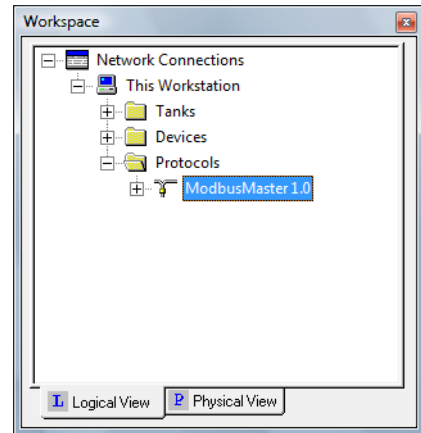 Workspace
Network Connections
This Workstation
Tanks
Devices
Protocols
ModbusMaster 1.0
L Logical View P Physical View